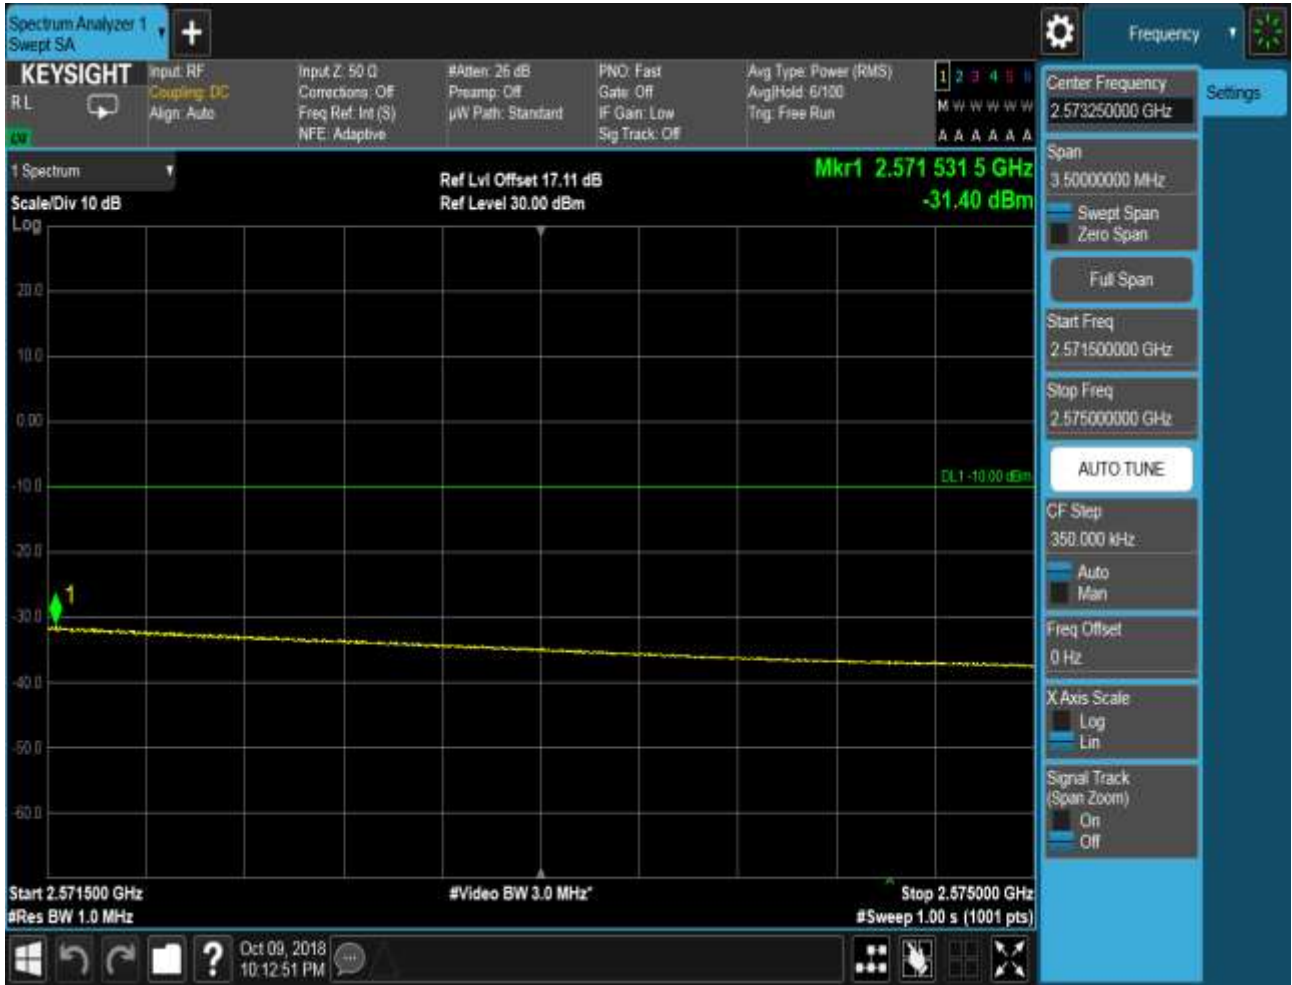 Spectrum Analyzer 1
Swept SA
Frequency
KEYSIGHT
R L
Input: RF
Coupling: DC
Align: Auto
Input Z: 50 Ω
Corrections: Off
Freq Ref: Int (S)
NFE: Adaptive
#Atten: 26 dB
Preamp: Off
µW Path: Standard
PNO: Fast
Gate: Off
IF Gain: Low
Sig Track: Off
Avg Type: Power (RMS)
Avg|Hold: 6/100
Trig: Free Run
1 2 3 4 5 6
M W W W W W
A A A A A A
1 Spectrum
Scale/Div 10 dB
Log
Ref Lvl Offset 17.11 dB
Ref Level 30.00 dBm
Mkr1 2.571 531 5 GHz
-31.40 dBm
20.0
10.0
0.00
-10.0
-20.0
-30.0
-40.0
-50.0
-60.0
DL1 -10.00 dBm
1
Start 2.571500 GHz
#Res BW 1.0 MHz
#Video BW 3.0 MHz*
Stop 2.575000 GHz
#Sweep 1.00 s (1001 pts)
Oct 09, 2018
10:12:51 PM
Center Frequency
2.573250000 GHz
Settings
Span
3.50000000 MHz
Swept Span
Zero Span
Full Span
Start Freq
2.571500000 GHz
Stop Freq
2.575000000 GHz
AUTO TUNE
CF Step
350.000 kHz
Auto
Man
Freq Offset
0 Hz
X Axis Scale
Log
Lin
Signal Track
(Span Zoom)
On
Off